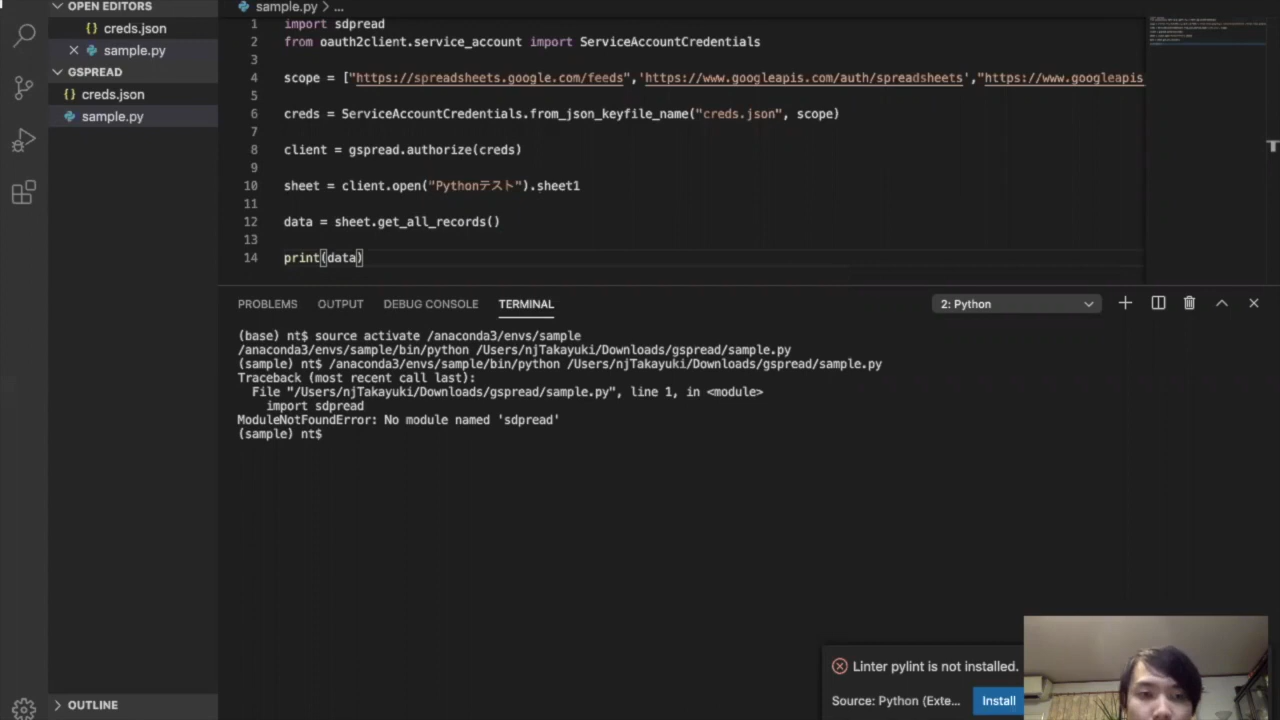 OPEN EDITORS
{} creds.json
sample.py
GSPREAD
{} creds.json
sample.py
OUTLINE
sample.py > ...
1 import sdpread
2 from oauth2client.service_account import ServiceAccountCredentials
3
4 scope = ["https://spreadsheets.google.com/feeds",'https://www.googleapis.com/auth/spreadsheets',"https://www.googleapis
5
6 creds = ServiceAccountCredentials.from_json_keyfile_name("creds.json", scope)
7
8 client = gspread.authorize(creds)
9
10 sheet = client.open("Pythonテスト").sheet1
11
12 data = sheet.get_all_records()
13
14 print(data)
PROBLEMS OUTPUT DEBUG CONSOLE TERMINAL 2: Python
(base) nt$ source activate /anaconda3/envs/sample
/anaconda3/envs/sample/bin/python /Users/njTakayuki/Downloads/gspread/sample.py
(sample) nt$ /anaconda3/envs/sample/bin/python /Users/njTakayuki/Downloads/gspread/sample.py
Traceback (most recent call last):
File "/Users/njTakayuki/Downloads/gspread/sample.py", line 1, in <module>
import sdpread
ModuleNotFoundError: No module named 'sdpread'
(sample) nt$
Linter pylint is not installed.
Source: Python (Exte... Install